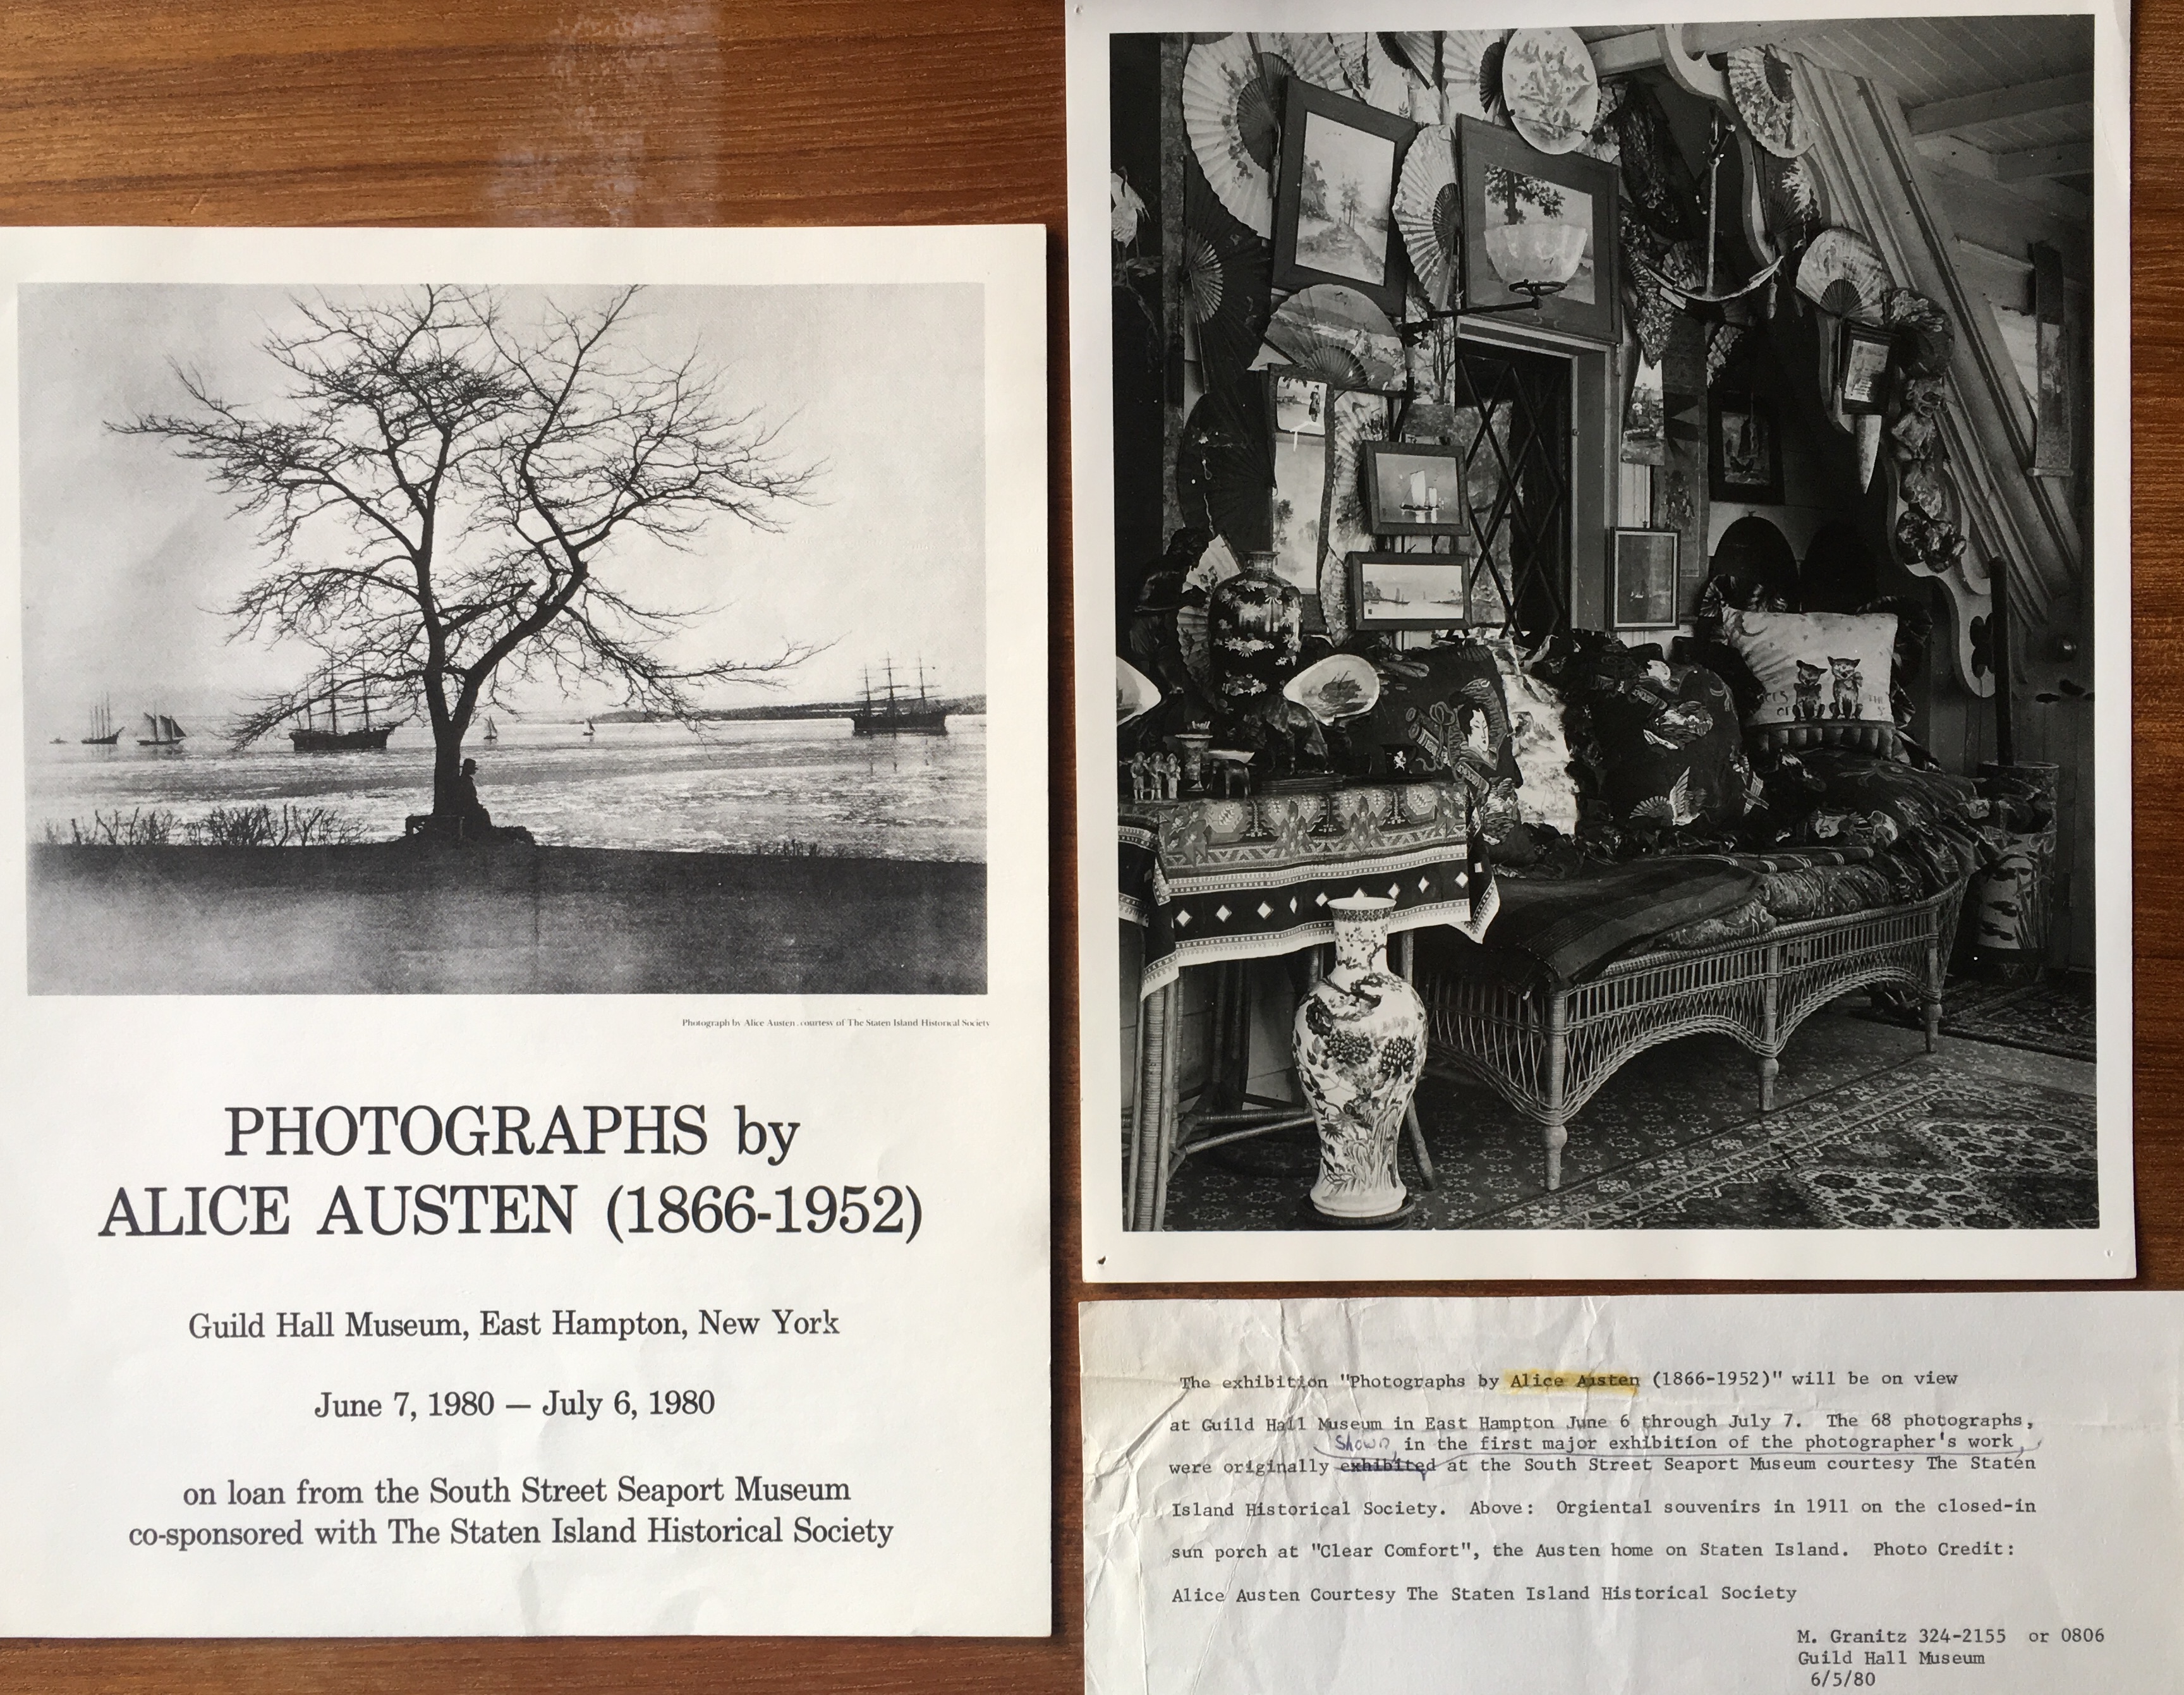 Photograph by Alice Austen, courtesy of The Staten Island Historical Society
PHOTOGRAPHS by
ALICE AUSTEN (1866-1952)
Guild Hall Museum, East Hampton, New York
June 7, 1980 — July 6, 1980
on loan from the South Street Seaport Museum
co-sponsored with The Staten Island Historical Society
The exhibition "Photographs by Alice Austen (1866-1952)" will be on view
at Guild Hall Museum in East Hampton June 6 through July 7. The 68 photographs,
Shown in the first major exhibition of the photographer's work,
were originally exhibited at the South Street Seaport Museum courtesy The Staten
Island Historical Society. Above: Orgiental souvenirs in 1911 on the closed-in
sun porch at "Clear Comfort", the Austen home on Staten Island. Photo Credit:
Alice Austen Courtesy The Staten Island Historical Society
M. Granitz 324-2155 or 0806
Guild Hall Museum
6/5/80